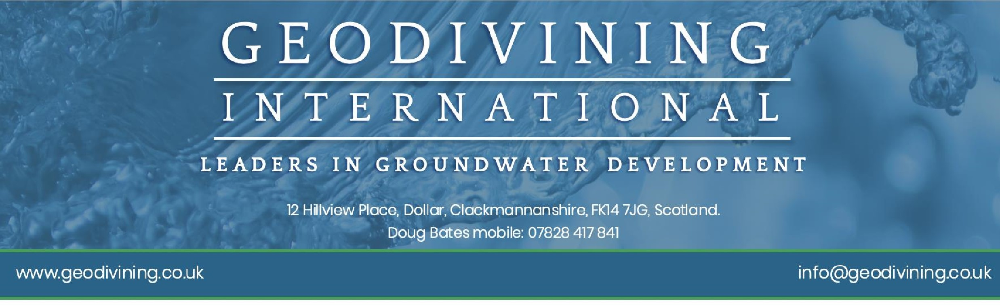 GEODIVINING
INTERNATIONAL
LEADERS IN GROUNDWATER DEVELOPMENT
12 Hillview Place, Dollar, Clackmannanshire, FK14 7JG, Scotland.
Doug Bates mobile: 07828 417 841
www.geodivining.co.uk
info@geodivining.co.uk